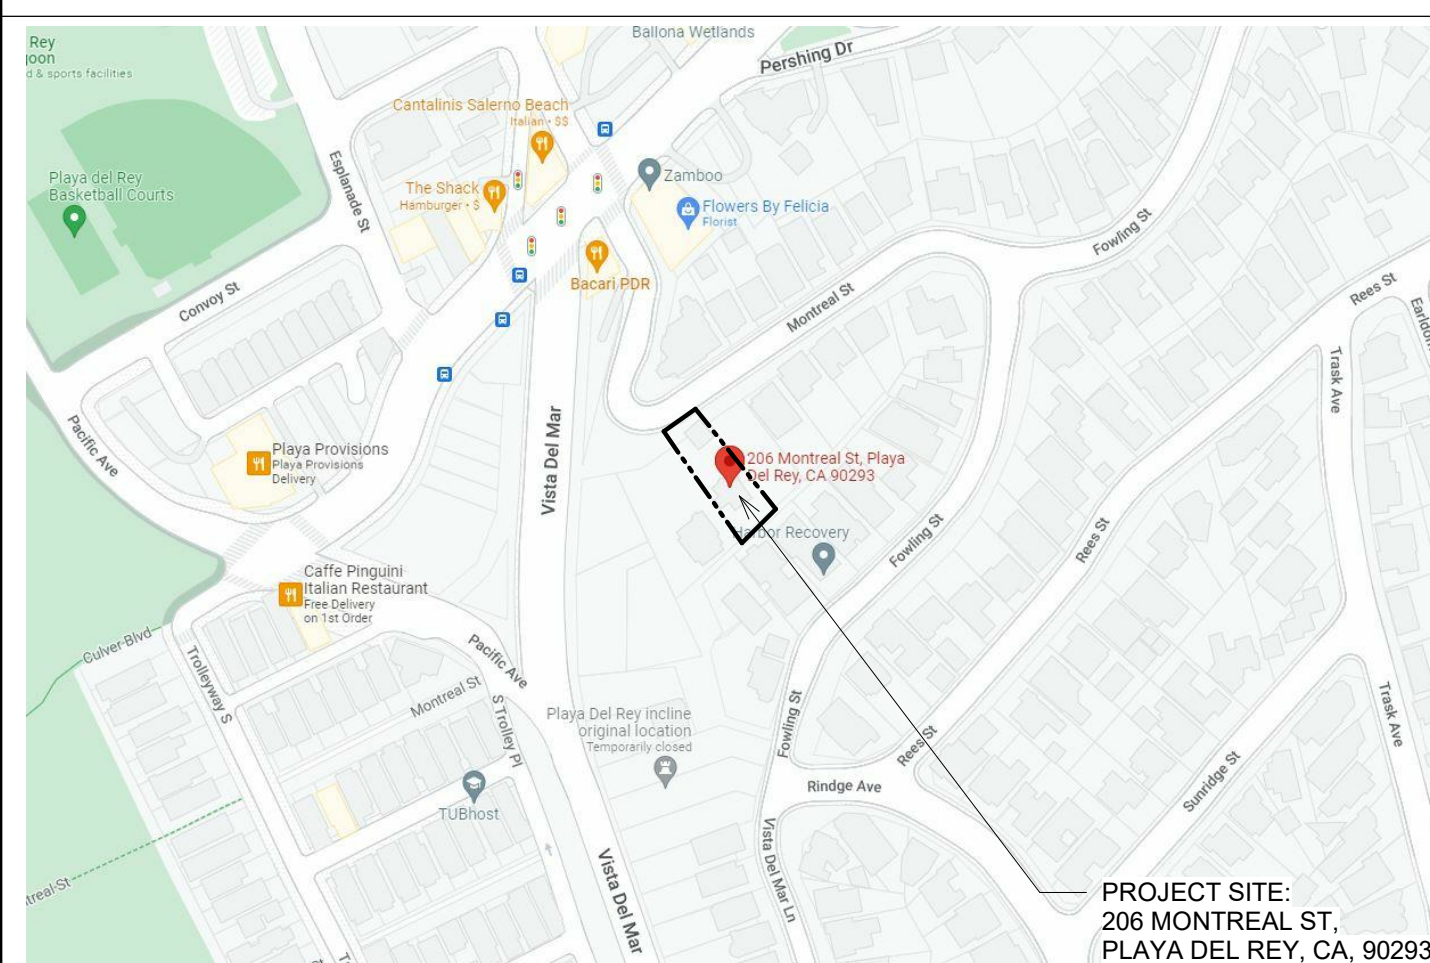 Rey
oon
d & sports facilities
Ballona Wetlands
Pershing Dr
Cantalinis Salerno Beach
Italian • $$
Esplanade St
Playa del Rey
Basketball Courts
The Shack
Hamburger • $
Zamboo
Flowers By Felicia
Florist
Fowling St
Bacari PDR
Convoy St
Montreal St
Rees St
Earldom
Trask Ave
Pacific Ave
Vista Del Mar
Playa Provisions
Playa Provisions
Delivery
206 Montreal St, Playa
Del Rey, CA 90293
Harbor Recovery
Fowling St
Rees St
Caffe Pinguini
Italian Restaurant
Free Delivery
on 1st Order
Culver Blvd
Trolleyway S
Pacific Ave
Montreal St
S Trolley Pl
Playa Del Rey incline
original location
Temporarily closed
Fowling St
Rees St
Trask Ave
Rindge Ave
Sunridge St
TUBhost
Vista Del Mar
Vista Del Mar Ln
treal St
St
PROJECT SITE:
206 MONTREAL ST,
PLAYA DEL REY, CA, 90293